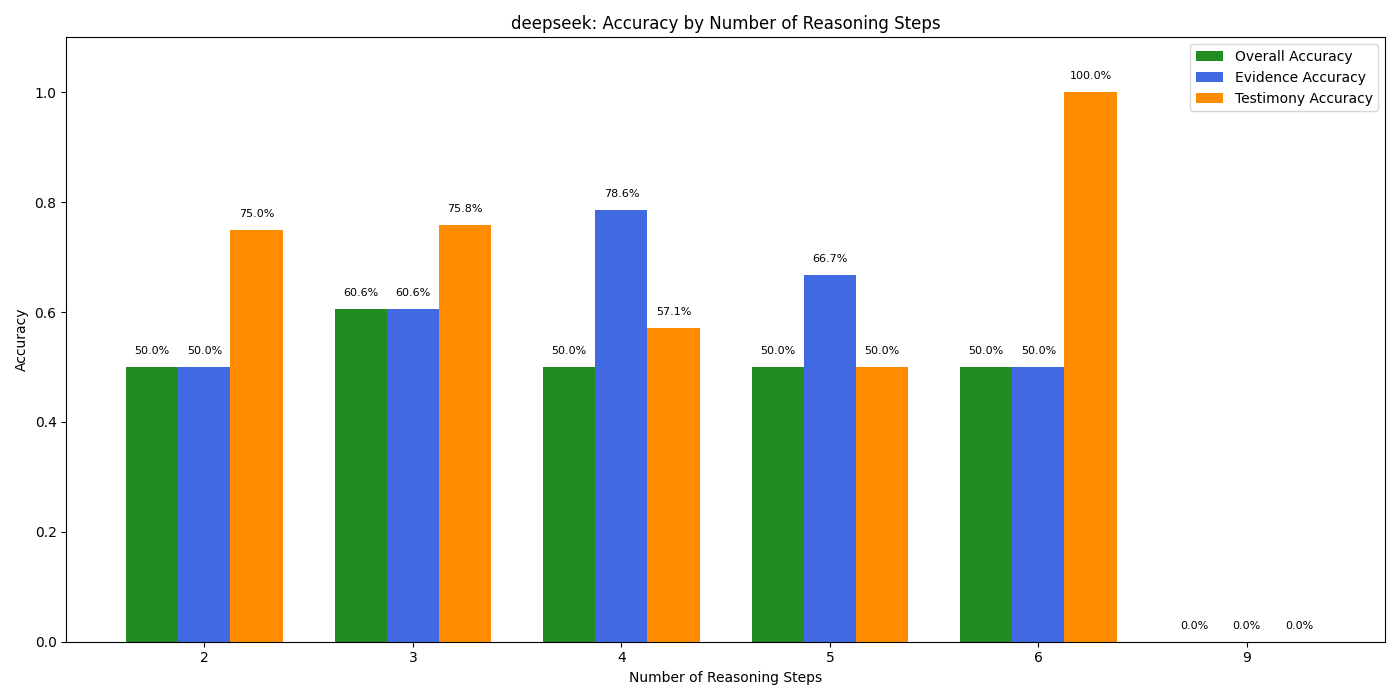 deepseek: Accuracy by Number of Reasoning Steps
Overall Accuracy
Evidence Accuracy
Testimony Accuracy
Accuracy
1.0
0.8
0.6
0.4
0.2
0.0
50.0% 50.0% 75.0%
60.6% 60.6% 75.8%
50.0% 78.6% 57.1%
50.0% 66.7% 50.0%
50.0% 50.0% 100.0%
0.0% 0.0% 0.0%
2 3 4 5 6 9
Number of Reasoning Steps